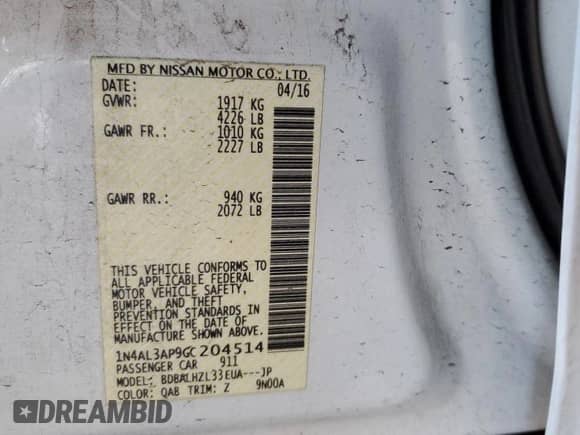 MFD BY NISSAN MOTOR CO., LTD.
DATE: 04/16
GVWR: 1917 KG
4226 LB
GAWR FR.: 1010 KG
2227 LB
GAWR RR.: 940 KG
2072 LB
THIS VEHICLE CONFORMS TO
ALL APPLICABLE FEDERAL
MOTOR VEHICLE SAFETY,
BUMPER, AND THEFT
PREVENTION STANDARDS IN
EFFECT ON THE DATE OF
MANUFACTURE SHOWN ABOVE.
1N4AL3AP9GC204514
PASSENGER CAR 911
MODEL: BDBALHZL33EUA---JP
COLOR: QAB TRIM: Z 9N00A
DREAMBID